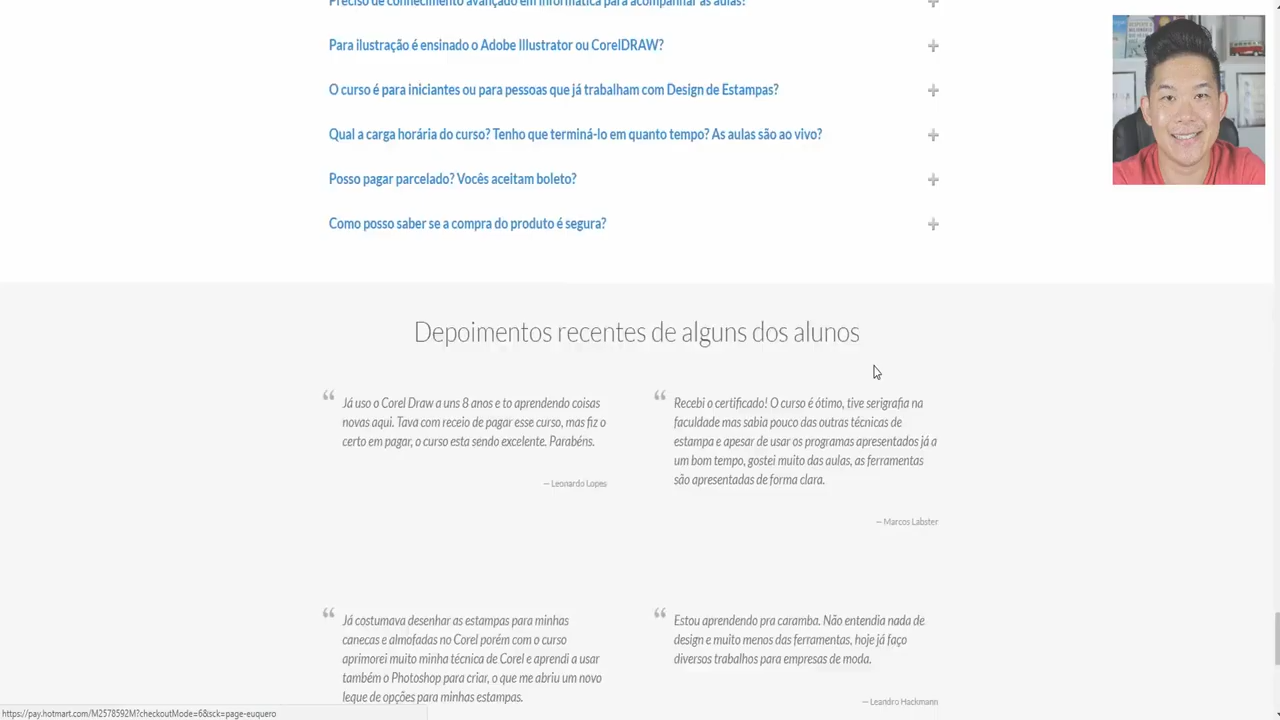 Preciso de conhecimento avançado em informática para acompanhar as aulas?
Para ilustração é ensinado o Adobe Illustrator ou CorelDRAW?
O curso é para iniciantes ou para pessoas que já trabalham com Design de Estampas?
Qual a carga horária do curso? Tenho que terminá-lo em quanto tempo? As aulas são ao vivo?
Posso pagar parcelado? Vocês aceitam boleto?
Como posso saber se a compra do produto é segura?
Depoimentos recentes de alguns dos alunos
Já uso o Corel Draw a uns 8 anos e to aprendendo coisas
novas aqui. Tava com receio de pagar esse curso, mas fiz o
certo em pagar, o curso esta sendo excelente. Parabéns.
— Leonardo Lopes
Recebi o certificado! O curso é ótimo, tive serigrafia na
faculdade mas sabia pouco das outras técnicas de
estampa e apesar de usar os programas apresentados já a
um bom tempo, gostei muito das aulas, as ferramentas
são apresentadas de forma clara.
— Marcos Labster
Já costumava desenhar as estampas para minhas
canecas e almofadas no Corel porém com o curso
aprimorei muito minha técnica de Corel e aprendi a usar
também o Photoshop para criar, o que me abriu um novo
leque de opções para minhas estampas.
Estou aprendendo pra caramba. Não entendia nada de
design e muito menos das ferramentas, hoje já faço
diversos trabalhos para empresas de moda.
— Leandro Hackmann
https://pay.hotmart.com/M2578592M?checkoutMode=6&sck=page-euquero